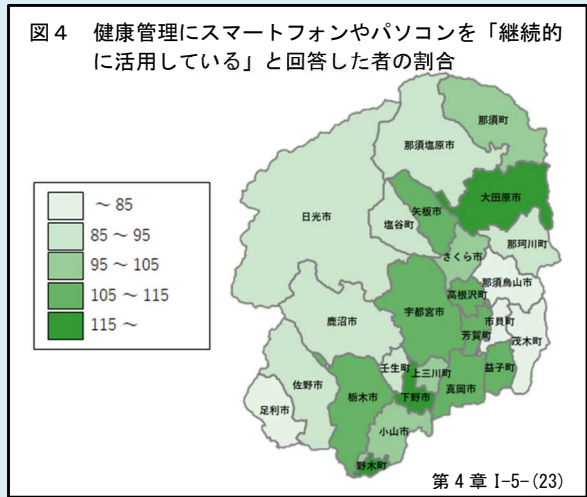 図４　健康管理にスマートフォンやパソコンを「継続的
に活用している」と回答した者の割合
～ 85
85 ～ 95
95 ～ 105
105 ～ 115
115 ～
那須町
那須塩原市
大田原市
矢板市
日光市
塩谷町
那珂川町
さくら市
那須烏山市
高根沢町
宇都宮市
市貝町
鹿沼市
芳賀町
茂木町
壬生町
上三川町
益子町
佐野市
真岡市
栃木市
下野市
足利市
小山市
野木町
第４章 I-5-(23)